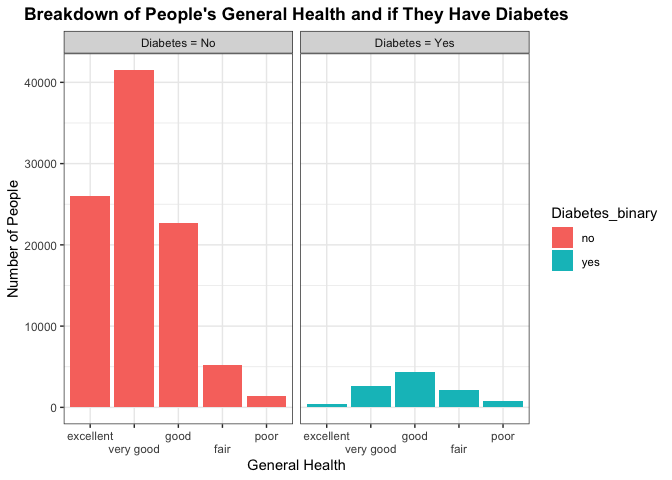 Breakdown of People's General Health and if They Have Diabetes
Diabetes = No
Diabetes = Yes
40000
30000
20000
10000
0
Number of People
excellent
very good
good
fair
poor
excellent
very good
good
fair
poor
General Health
Diabetes_binary
no
yes